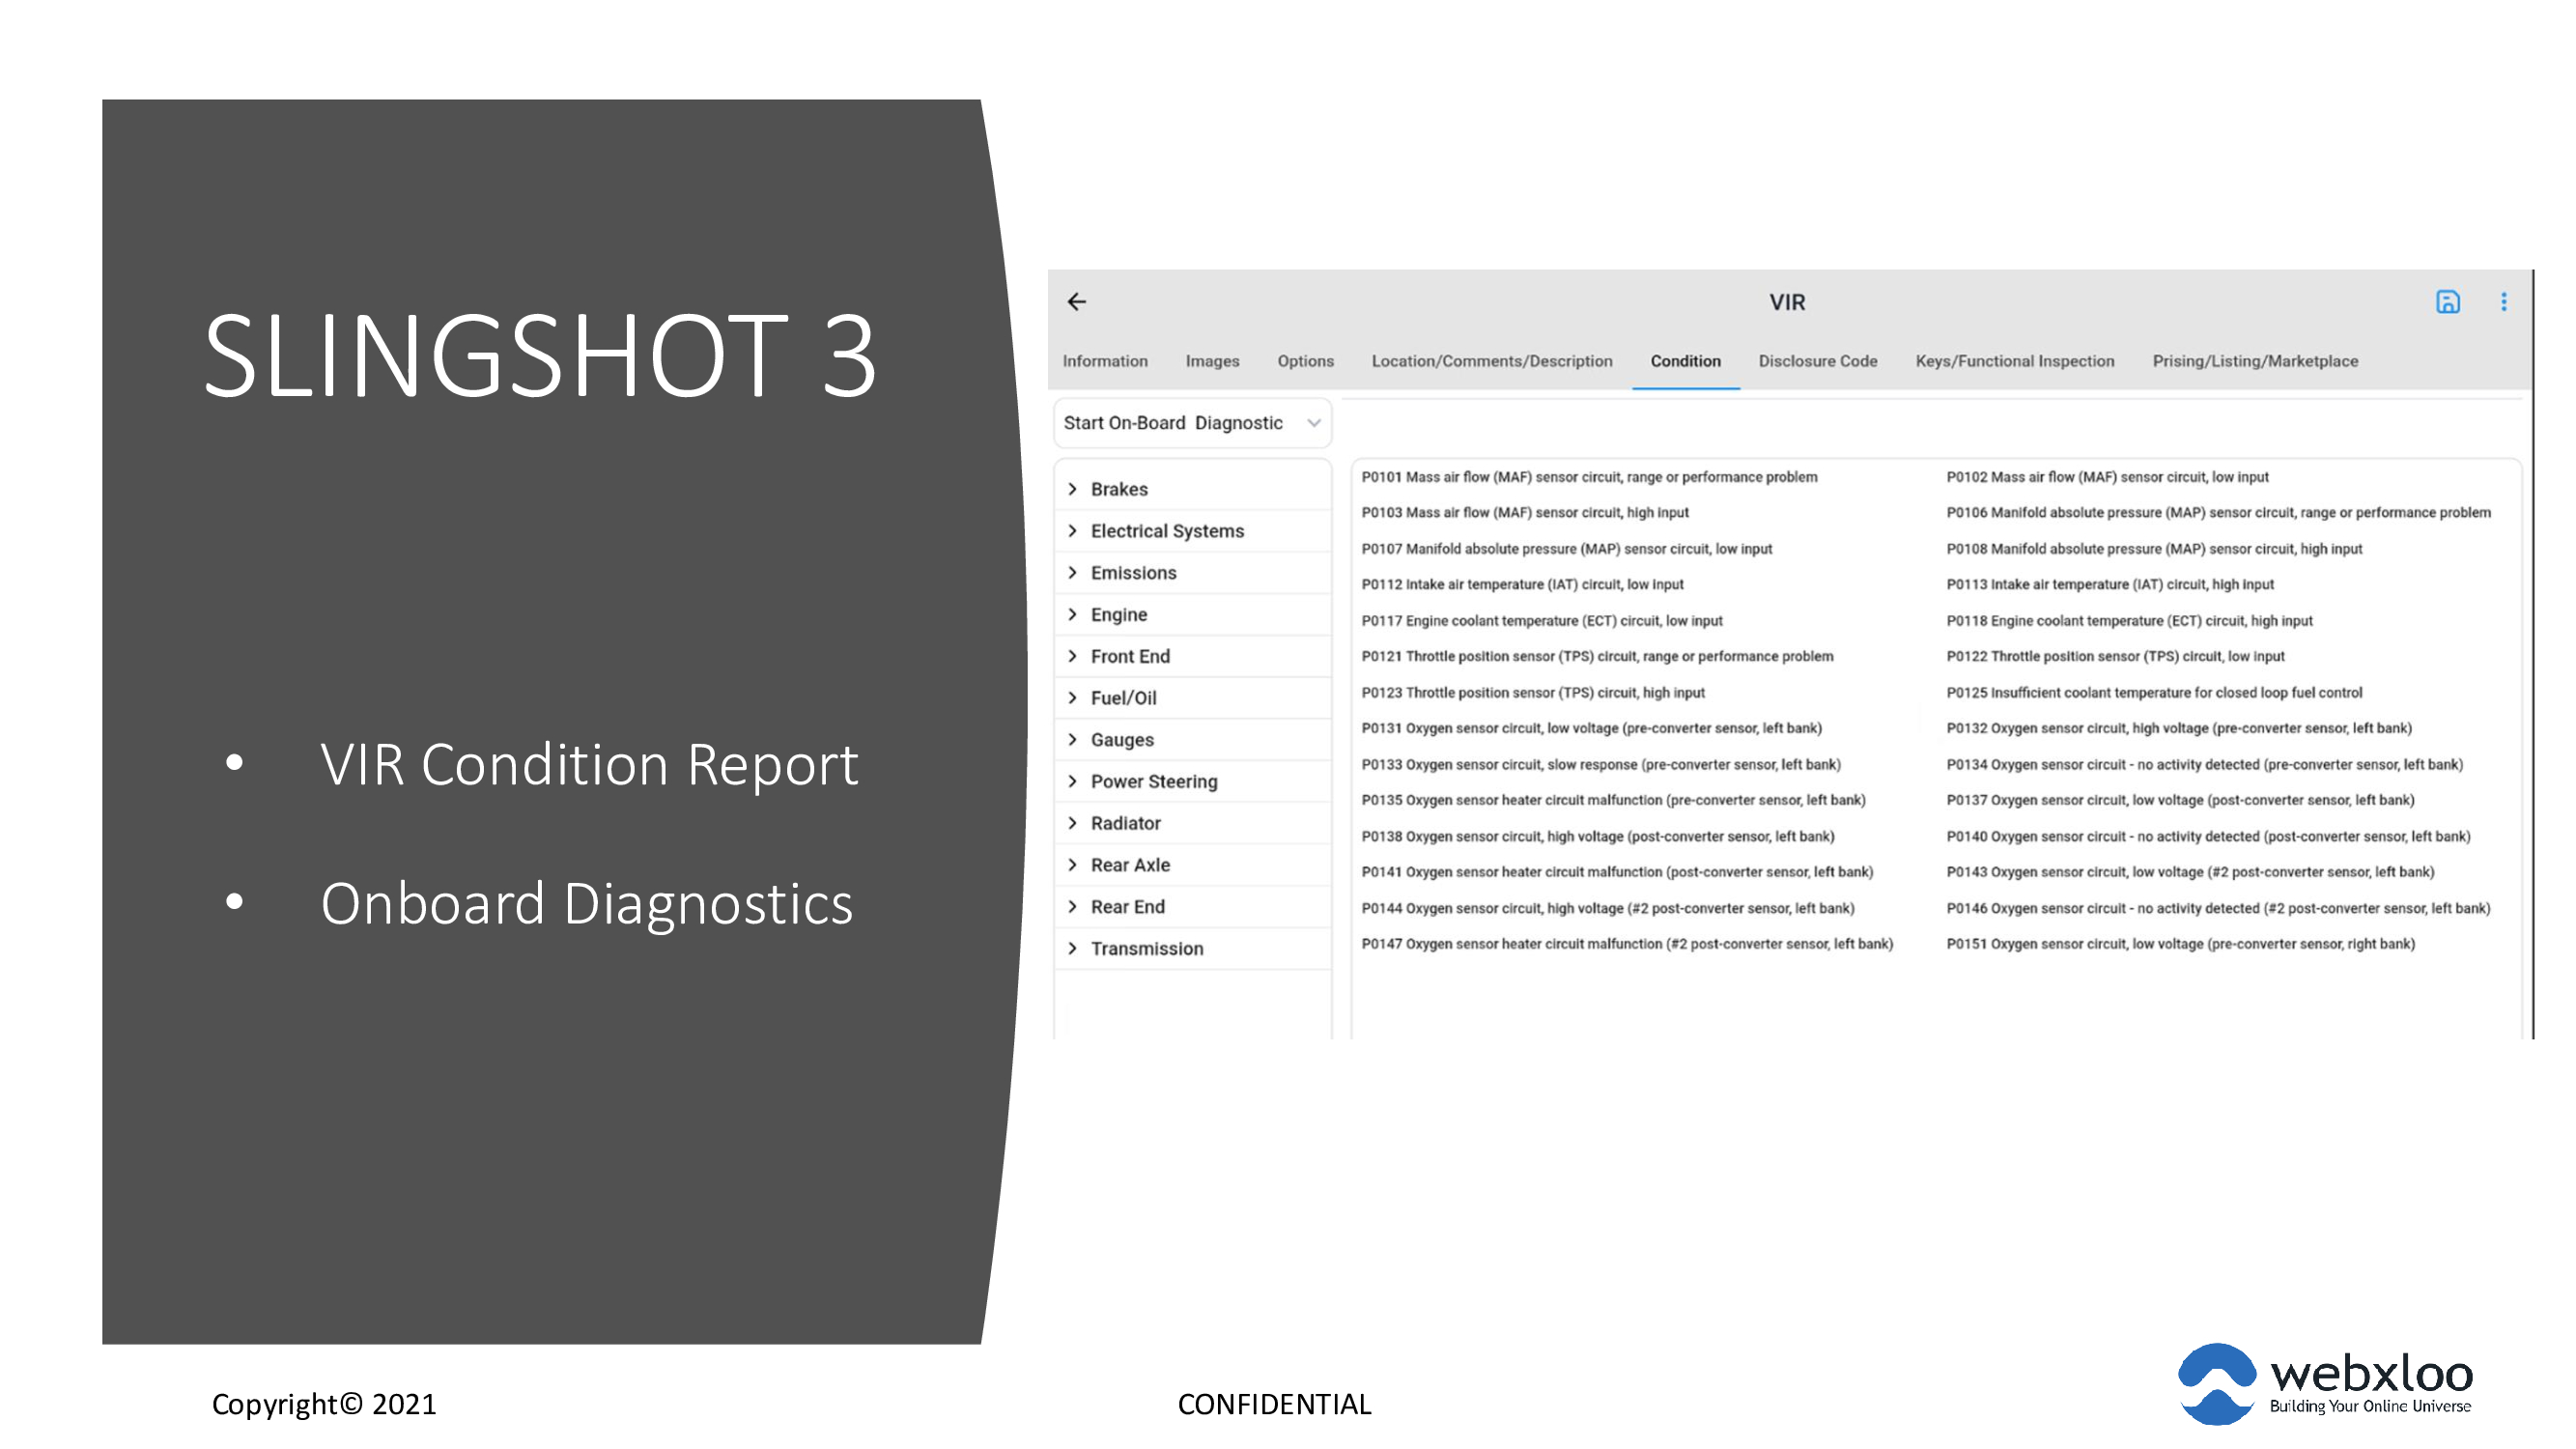 SLINGSHOT 3
• VIR Condition Report
• Onboard Diagnostics
VIR
Information Images Options Location/Comments/Description Condition Disclosure Code Keys/Functional Inspection Prising/Listing/Marketplace
Start On-Board Diagnostic
Brakes
Electrical Systems
Emissions
Engine
Front End
Fuel/Oil
Gauges
Power Steering
Radiator
Rear Axle
Rear End
Transmission
P0101 Mass air flow (MAF) sensor circuit, range or performance problem
P0102 Mass air flow (MAF) sensor circuit, low input
P0103 Mass air flow (MAF) sensor circuit, high input
P0106 Manifold absolute pressure (MAP) sensor circuit, range or performance problem
P0107 Manifold absolute pressure (MAP) sensor circuit, low input
P0108 Manifold absolute pressure (MAP) sensor circuit, high input
P0112 Intake air temperature (IAT) circuit, low input
P0113 Intake air temperature (IAT) circuit, high input
P0117 Engine coolant temperature (ECT) circuit, low input
P0118 Engine coolant temperature (ECT) circuit, high input
P0121 Throttle position sensor (TPS) circuit, range or performance problem
P0122 Throttle position sensor (TPS) circuit, low input
P0123 Throttle position sensor (TPS) circuit, high input
P0125 Insufficient coolant temperature for closed loop fuel control
P0131 Oxygen sensor circuit, low voltage (pre-converter sensor, left bank)
P0132 Oxygen sensor circuit, high voltage (pre-converter sensor, left bank)
P0133 Oxygen sensor circuit, slow response (pre-converter sensor, left bank)
P0134 Oxygen sensor circuit - no activity detected (pre-converter sensor, left bank)
P0135 Oxygen sensor heater circuit malfunction (pre-converter sensor, left bank)
P0137 Oxygen sensor circuit, low voltage (post-converter sensor, left bank)
P0138 Oxygen sensor circuit, high voltage (post-converter sensor, left bank)
P0140 Oxygen sensor circuit - no activity detected (post-converter sensor, left bank)
P0141 Oxygen sensor heater circuit malfunction (post-converter sensor, left bank)
P0143 Oxygen sensor circuit, low voltage (#2 post-converter sensor, left bank)
P0144 Oxygen sensor circuit, high voltage (#2 post-converter sensor, left bank)
P0146 Oxygen sensor circuit - no activity detected (#2 post-converter sensor, left bank)
P0147 Oxygen sensor heater circuit malfunction (#2 post-converter sensor, left bank)
P0151 Oxygen sensor circuit, low voltage (pre-converter sensor, right bank)
Copyright© 2021
CONFIDENTIAL
webxloo
Building Your Online Universe